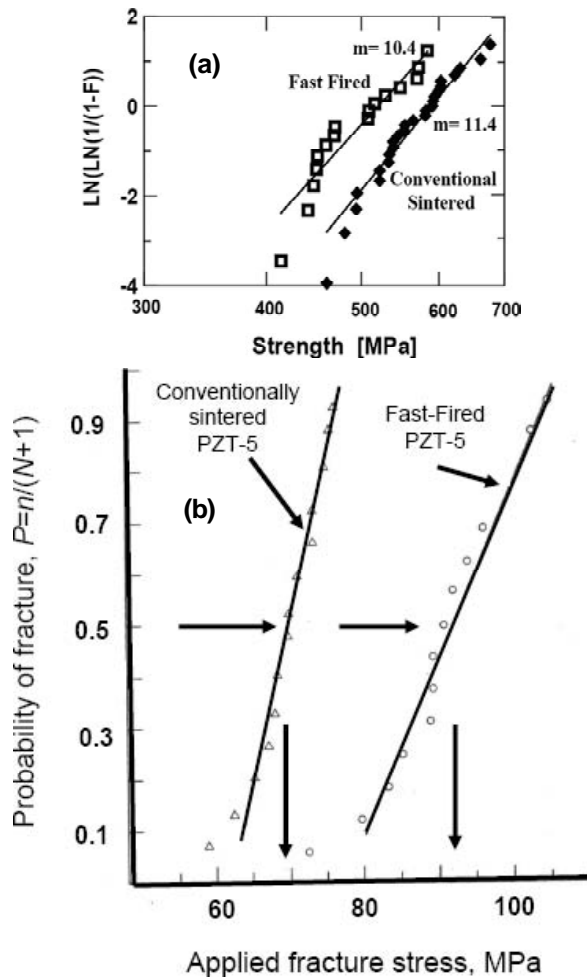 (a)
m= 10.4
Fast Fired
m= 11.4
Conventional
Sintered
LN(LN(1/(1-F))
2
0
-2
-4
300
400
500
600
700
Strength [MPa]
(b)
Conventionally
sintered
PZT-5
Fast-Fired
PZT-5
Probability of fracture, P=n/(N+1)
0.9
0.7
0.5
0.3
0.1
60
80
100
Applied fracture stress, MPa